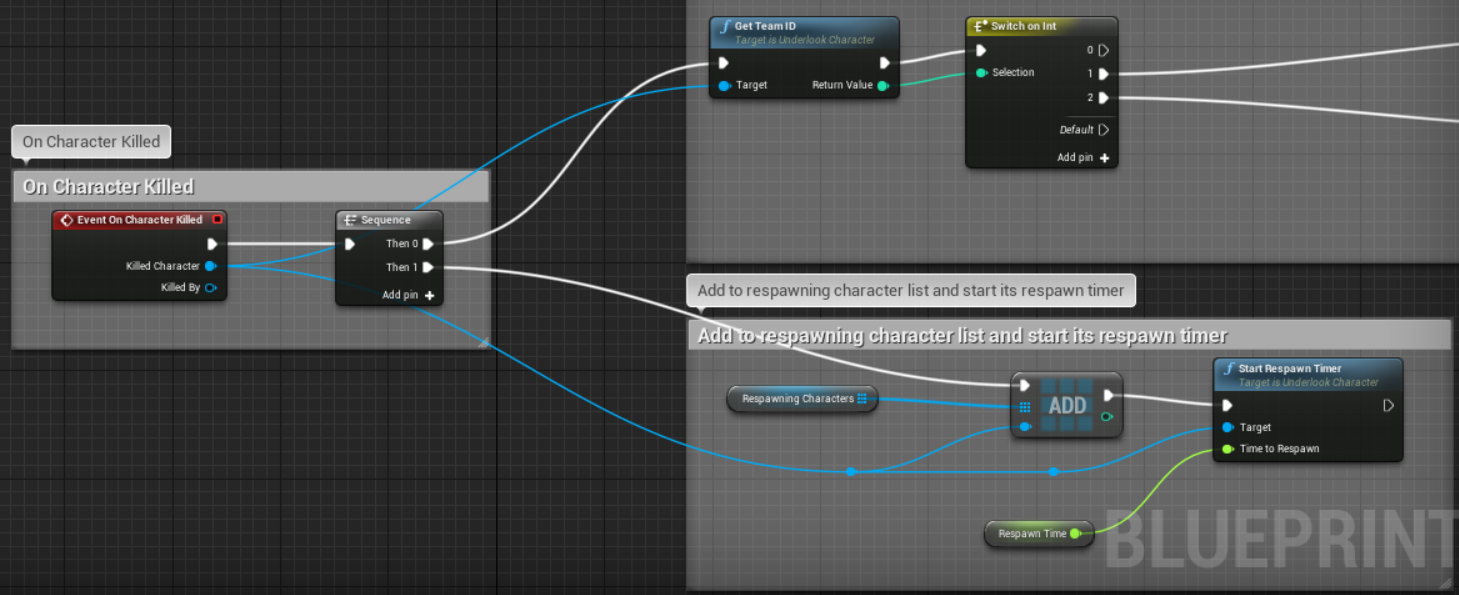 Get Team ID
Target is Underlook Character
Target
Return Value
Switch on Int
0
Selection
1
2
Default
Add pin
On Character Killed
On Character Killed
Event On Character Killed
Killed Character
Killed By
Sequence
Then 0
Then 1
Add pin
Add to respawning character list and start its respawn timer
Add to respawning character list and start its respawn timer
Respawning Characters
ADD
Start Respawn Timer
Target is Underlook Character
Target
Time to Respawn
Respawn Time
BLUEPRINT